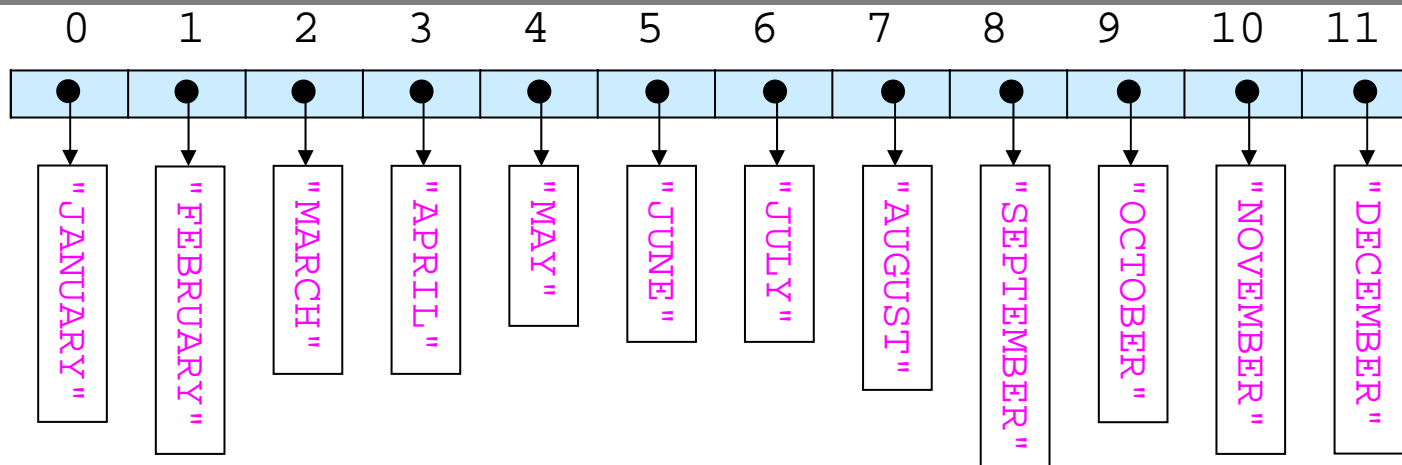 0 1 2 3 4 5 6 7 8 9 10 11
"JANUARY"
"FEBRUARY"
"MARCH"
"APRIL"
"MAY"
"JUNE"
"JULY"
"AUGUST"
"SEPTEMBER"
"OCTOBER"
"NOVEMBER"
"DECEMBER"